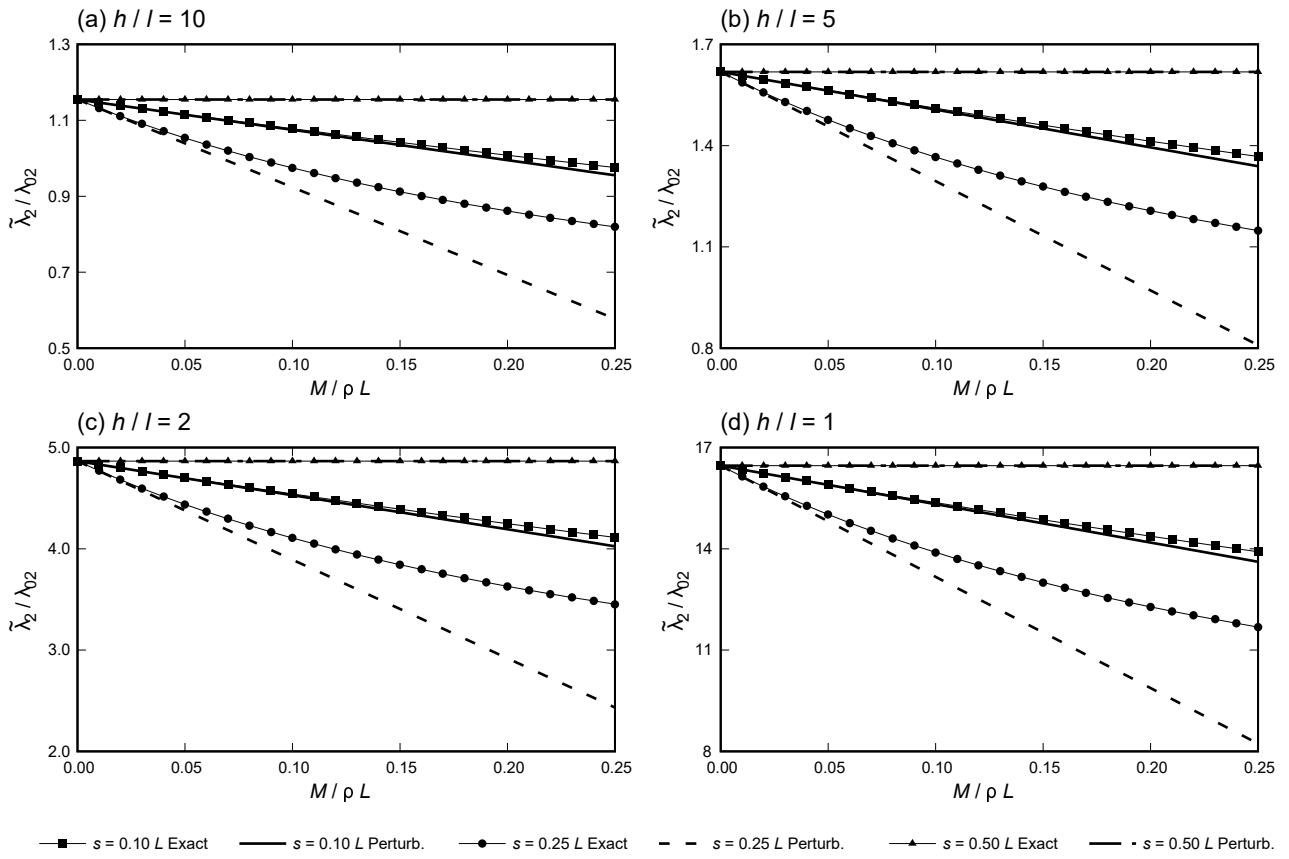 (a) h / l = 10
1.3
1.1
0.9
0.7
0.5
λ̃2 / λ02
0.00 0.05 0.10 0.15 0.20 0.25
M / ρ L
(b) h / l = 5
1.7
1.4
1.1
0.8
λ̃2 / λ02
0.00 0.05 0.10 0.15 0.20 0.25
M / ρ L
(c) h / l = 2
5.0
4.0
3.0
2.0
λ̃2 / λ02
0.00 0.05 0.10 0.15 0.20 0.25
M / ρ L
(d) h / l = 1
17
14
11
8
λ̃2 / λ02
0.00 0.05 0.10 0.15 0.20 0.25
M / ρ L
s = 0.10 L Exact s = 0.10 L Perturb. s = 0.25 L Exact s = 0.25 L Perturb. s = 0.50 L Exact s = 0.50 L Perturb.